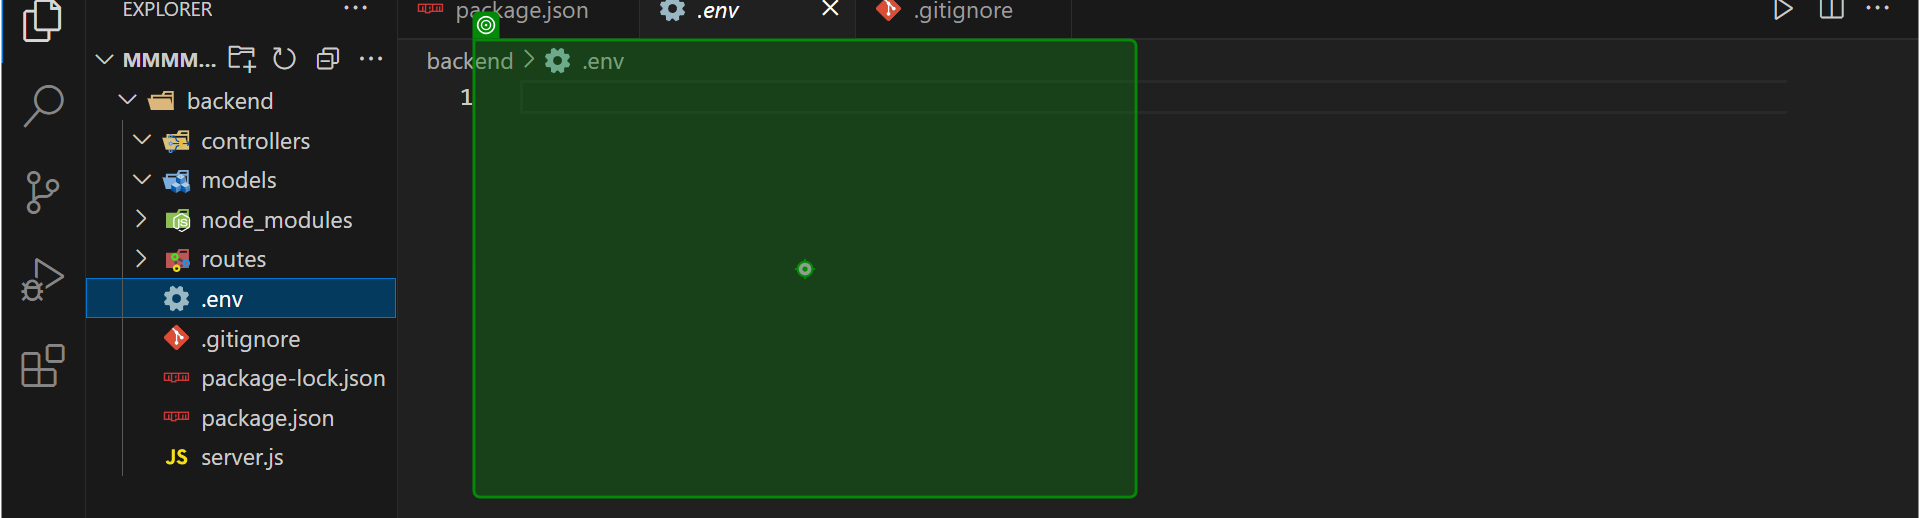 EXPLORER
package.json
.env
.gitignore
MMMM...
backend
.env
1
backend
controllers
models
node_modules
routes
.env
.gitignore
package-lock.json
package.json
JS server.js